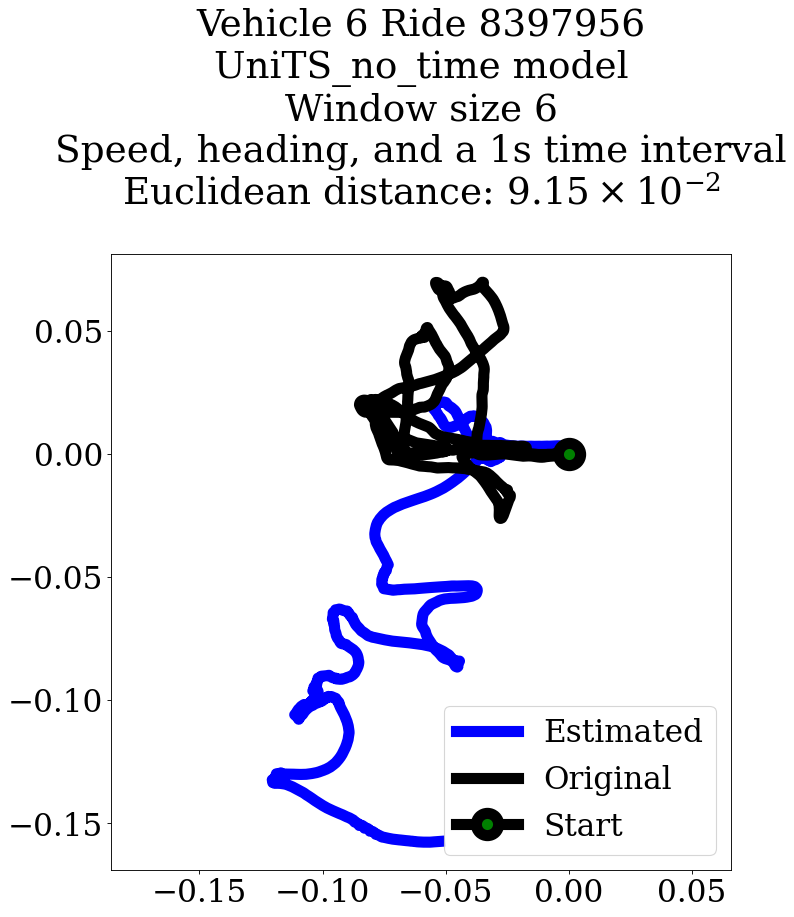 Vehicle 6 Ride 8397956
UniTS_no_time model
Window size 6
Speed, heading, and a 1s time interval
Euclidean distance: 9.15 × 10⁻²
0.05
0.00
−0.05
−0.10
−0.15
Estimated
Original
Start
−0.15 −0.10 −0.05 0.00 0.05